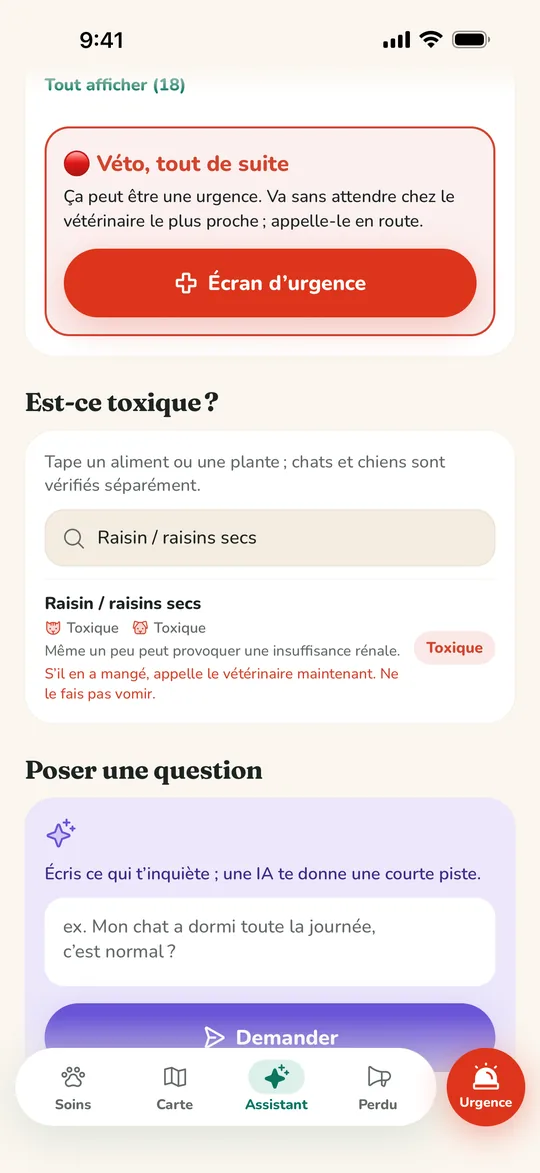 9:41
Tout afficher (18)
Véto, tout de suite
Ça peut être une urgence. Va sans attendre chez le
vétérinaire le plus proche ; appelle-le en route.
Écran d’urgence
Est-ce toxique ?
Tape un aliment ou une plante ; chats et chiens sont
vérifiés séparément.
Raisin / raisins secs
Raisin / raisins secs
Toxique Toxique
Même un peu peut provoquer une insuffisance rénale.
Toxique
S’il en a mangé, appelle le vétérinaire maintenant. Ne
le fais pas vomir.
Poser une question
Écris ce qui t’inquiète ; une IA te donne une courte piste.
ex. Mon chat a dormi toute la journée,
c’est normal ?
Demander
Soins Carte Assistant Perdu Urgence